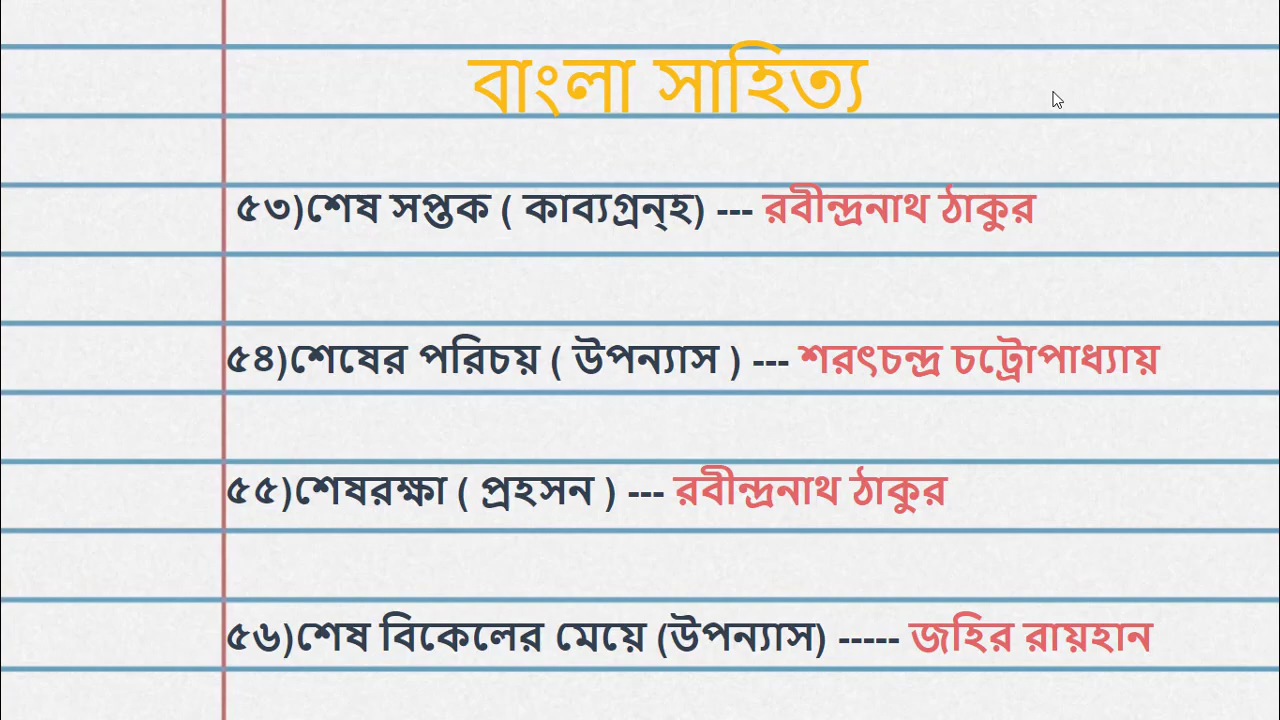 বাংলা সাহিত্য
৫৩)শেষ সপ্তক ( কাব্যগ্রন্হ) --- রবীন্দ্রনাথ ঠাকুর
৫৪)শেষের পরিচয় ( উপন্যাস ) --- শরৎচন্দ্র চট্রোপাধ্যায়
৫৫)শেষরক্ষা ( প্রহসন ) --- রবীন্দ্রনাথ ঠাকুর
৫৬)শেষ বিকেলের মেয়ে (উপন্যাস) ----- জহির রায়হান